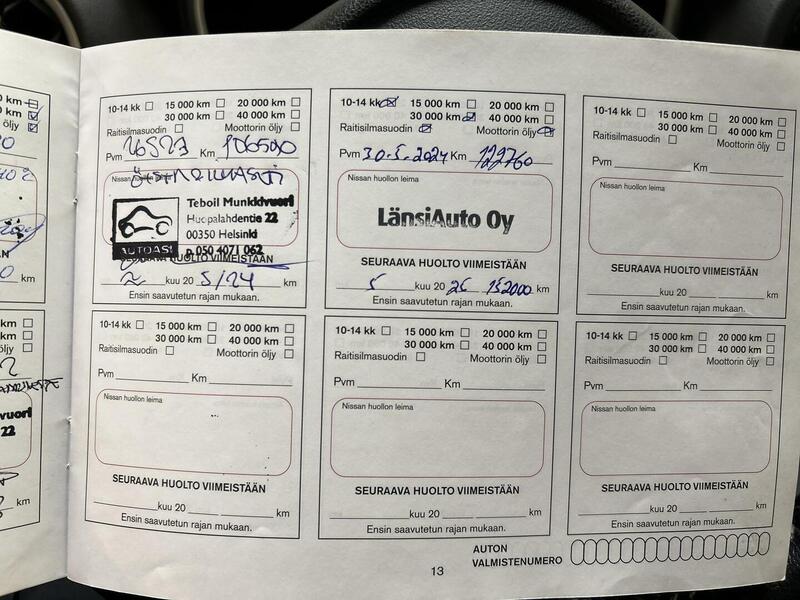 km
km
öljy
km
öljy
vuori
22
km
10-14 kk 15 000 km 20 000 km
30 000 km 40 000 km
Raitisilmasuodin Moottorin öljy
Pvm Km
Nissan huollon leima
Teboil Munkkivuori
Huopalahdentie 22
00350 Helsinki
p. 050 4071 062
AUTOASI
SEURAAVA HUOLTO VIIMEISTÄÄN
kuu 20 5/24 km
Ensin saavutetun rajan mukaan.
10-14 kk 15 000 km 20 000 km
30 000 km 40 000 km
Raitisilmasuodin Moottorin öljy
Pvm 30.5.2024 Km 122760
Nissan huollon leima
LänsiAuto Oy
SEURAAVA HUOLTO VIIMEISTÄÄN
5 kuu 20 26 152000 km
Ensin saavutetun rajan mukaan.
10-14 kk 15 000 km 20 000 km
30 000 km 40 000 km
Raitisilmasuodin Moottorin öljy
Pvm Km
Nissan huollon leima
SEURAAVA HUOLTO VIIMEISTÄÄN
kuu 20 km
Ensin saavutetun rajan mukaan.
10-14 kk 15 000 km 20 000 km
30 000 km 40 000 km
Raitisilmasuodin Moottorin öljy
Pvm Km
Nissan huollon leima
SEURAAVA HUOLTO VIIMEISTÄÄN
kuu 20 km
Ensin saavutetun rajan mukaan.
10-14 kk 15 000 km 20 000 km
30 000 km 40 000 km
Raitisilmasuodin Moottorin öljy
Pvm Km
Nissan huollon leima
SEURAAVA HUOLTO VIIMEISTÄÄN
kuu 20 km
Ensin saavutetun rajan mukaan.
10-14 kk 15 000 km 20 000 km
30 000 km 40 000 km
Raitisilmasuodin Moottorin öljy
Pvm Km
Nissan huollon leima
SEURAAVA HUOLTO VIIMEISTÄÄN
kuu 20 km
Ensin saavutetun rajan mukaan.
AUTON
VALMISTENUMERO
13